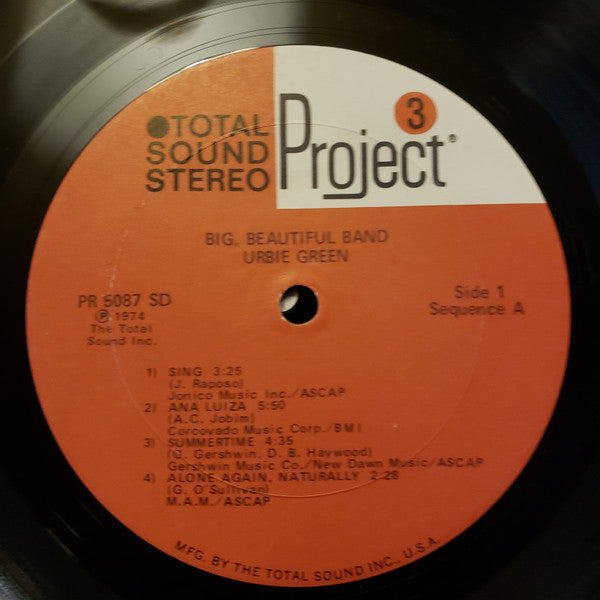 ●TOTAL
SOUND
STEREO
Project®
3
BIG, BEAUTIFUL BAND
URBIE GREEN
PR 5087 SD
Ⓟ 1974
The Total
Sound Inc.
Side 1
Sequence A
1) SING 3:25
(J. Raposo)
Jonico Music Inc./ASCAP
2) ANA LUIZA 5:50
(A.C. Jobim)
Corcovado Music Corp./BMI
3) SUMMERTIME 4:35
(G. Gershwin, D. B. Haywood)
Gershwin Music Co./New Dawn Music/ASCAP
4) ALONE AGAIN, NATURALLY 2:28
(G. O'Sullivan)
M.A.M./ASCAP
MFG. BY THE TOTAL SOUND INC., U.S.A.